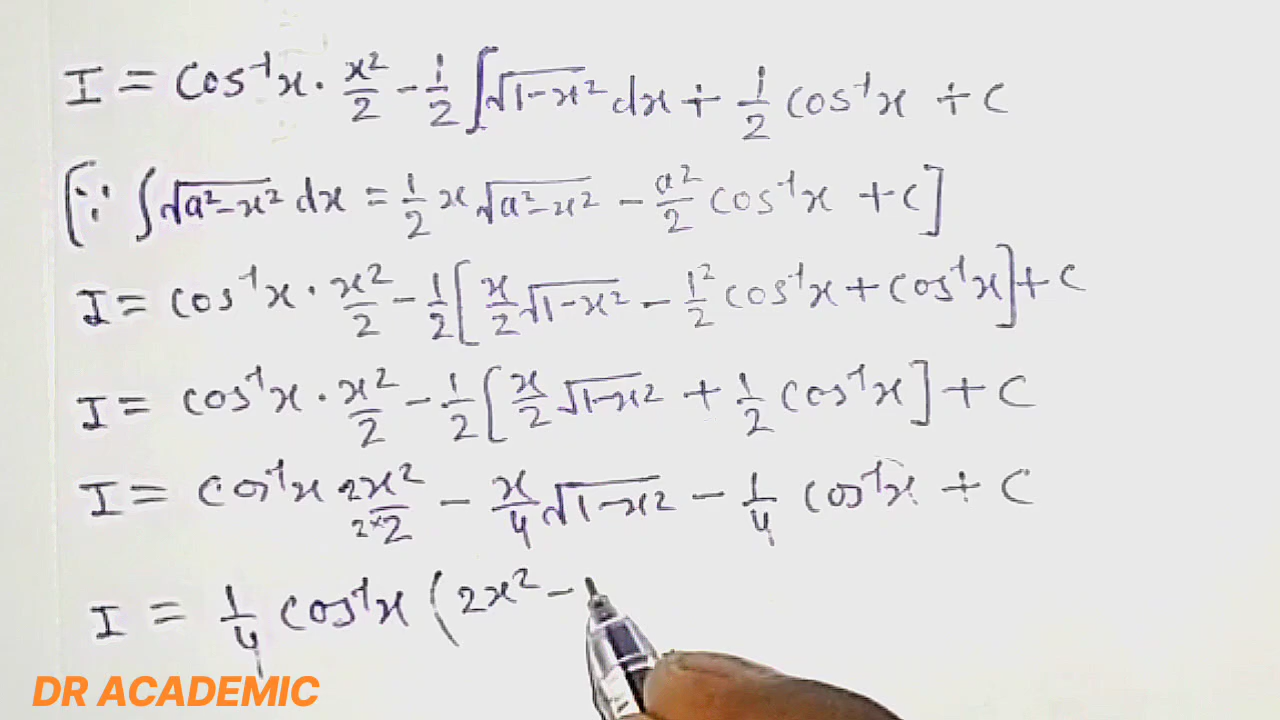 I = cos⁻¹x · x²/2 − 1/2 ∫√1−x² dx + 1/2 cos⁻¹x + c
[∵ ∫√a²−x² dx = 1/2 x √a²−x² − a²/2 cos⁻¹x + c]
I = cos⁻¹x · x²/2 − 1/2 [x/2 √1−x² − 1²/2 cos⁻¹x + cos⁻¹x] + c
I = cos⁻¹x · x²/2 − 1/2 [x/2 √1−x² + 1/2 cos⁻¹x] + c
I = cos⁻¹x 2x²/2×2 − x/4 √1−x² − 1/4 cos⁻¹x + c
I = 1/4 cos⁻¹x (2x² −
DR ACADEMIC